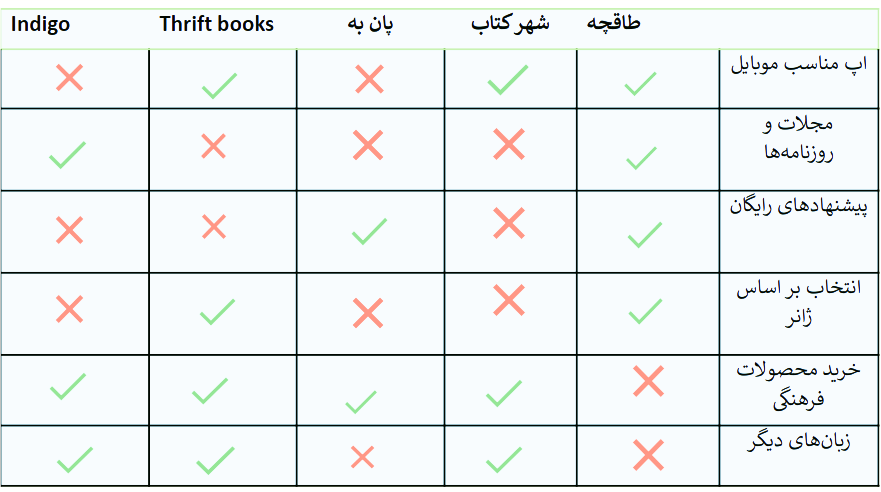 طاقچه
شهر کتاب
پان به
Thrift books
Indigo
اپ مناسب موبایل
مجلات و
روزنامه‌ها
پیشنهادهای رایگان
انتخاب بر اساس
ژانر
خرید محصولات
فرهنگی
زبان‌های دیگر